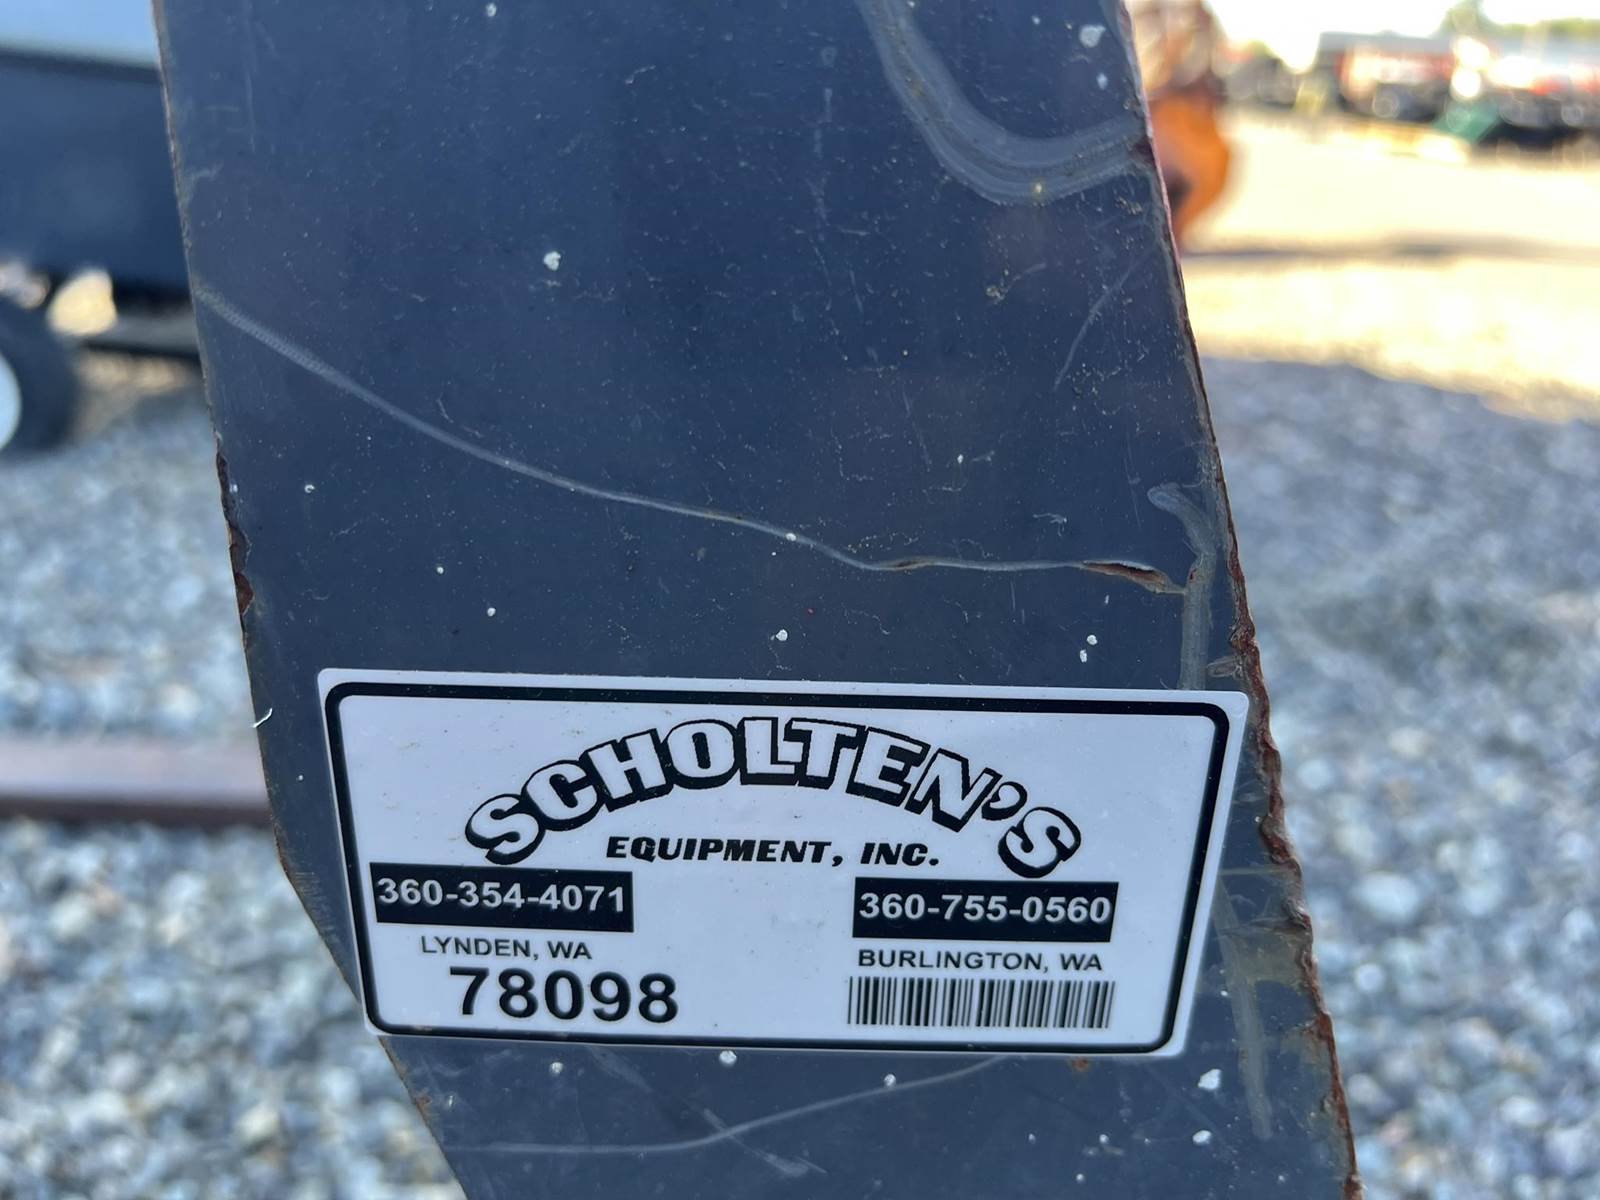 SCHOLTEN'S
EQUIPMENT, INC.
360-354-4071
LYNDEN, WA
78098
360-755-0560
BURLINGTON, WA